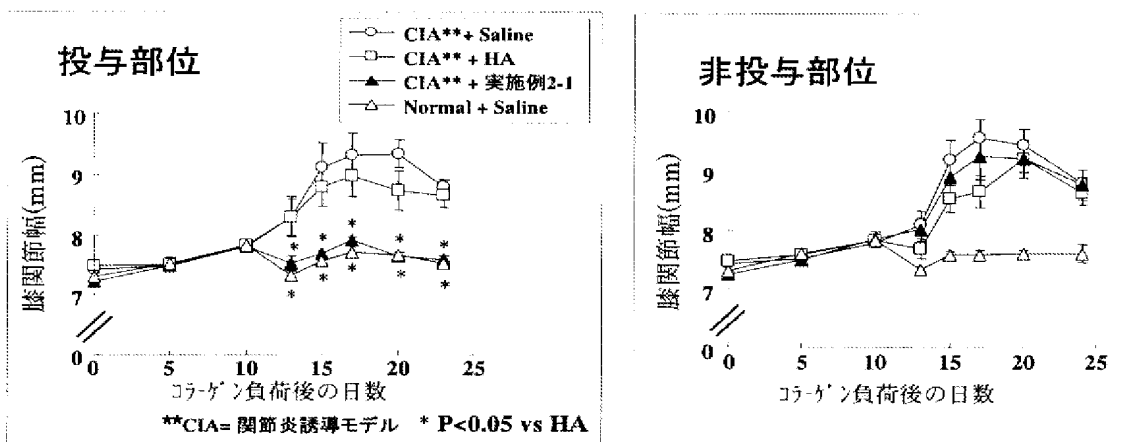 投与部位
CIA**+ Saline
CIA** + HA
CIA** + 実施例2-1
Normal + Saline
膝関節幅(mm)
10
9
8
7
0
* * * * *
* * * * *
0 5 10 15 20 25
コラーゲン負荷後の日数
**CIA= 関節炎誘導モデル * P<0.05 vs HA
非投与部位
膝関節幅(mm)
10
9
8
7
0
0 5 10 15 20 25
コラーゲン負荷後の日数